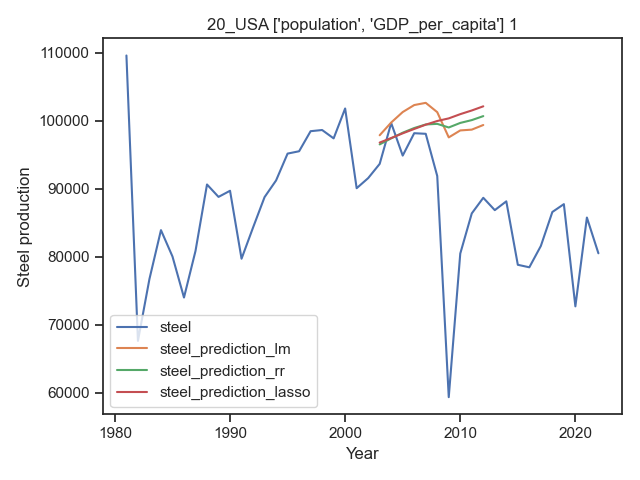 20_USA ['population', 'GDP_per_capita'] 1
110000
100000
90000
80000
70000
60000
Steel production
steel
steel_prediction_lm
steel_prediction_rr
steel_prediction_lasso
1980
1990
2000
2010
2020
Year